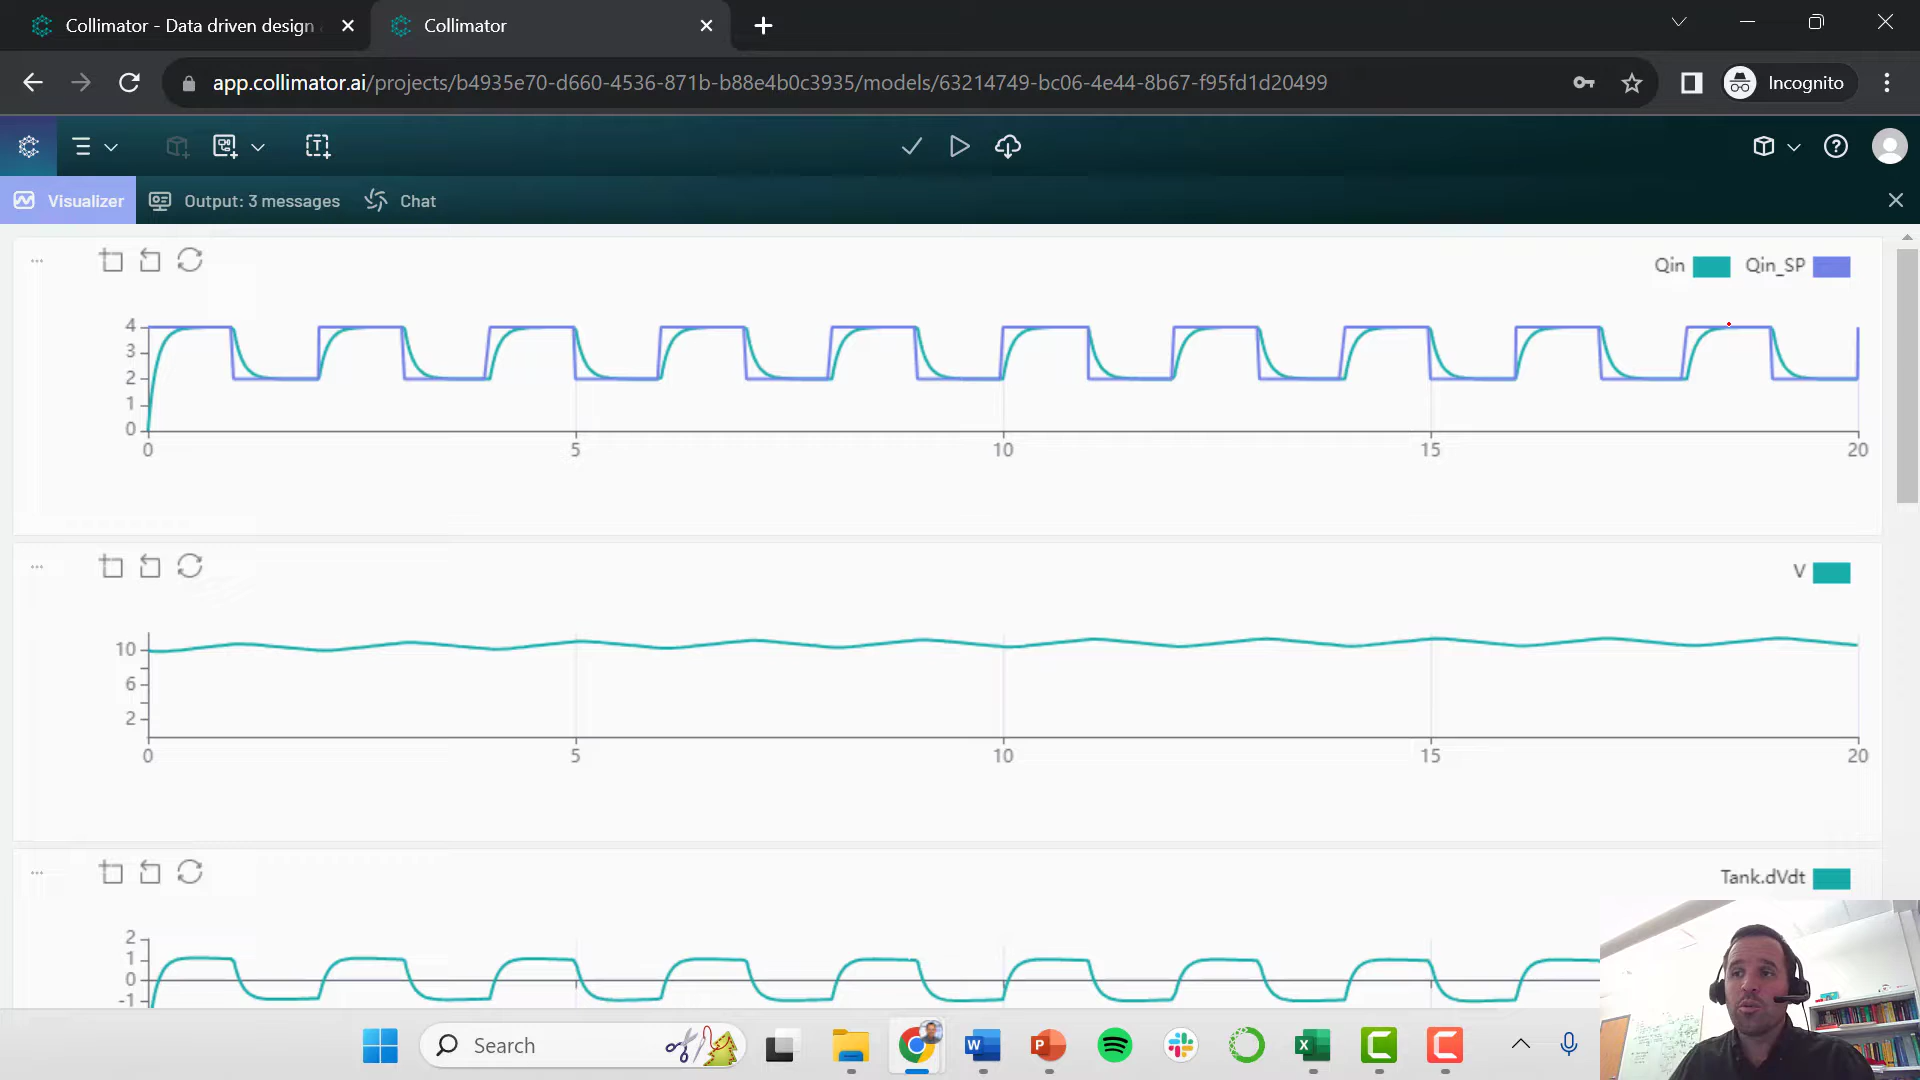 Collimator - Data driven design
Collimator
app.collimator.ai/projects/b4935e70-d660-4536-871b-b88e4b0c3935/models/63214749-bc06-4e44-8b67-f95fd1d20499
Incognito
Visualizer
Output: 3 messages
Chat
Qin
Qin_SP
4
3
2
1
0
0 5 10 15 20
V
10
6
2
0 5 10 15 20
Tank.dVdt
2
1
0
-1
Search